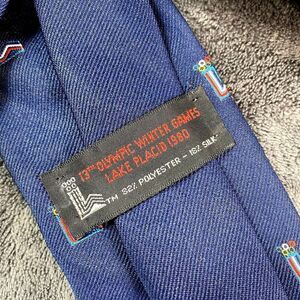 13TH OLYMPIC WINTER GAMES
LAKE PLACID 1980
TM 82% POLYESTER - 18% SILK